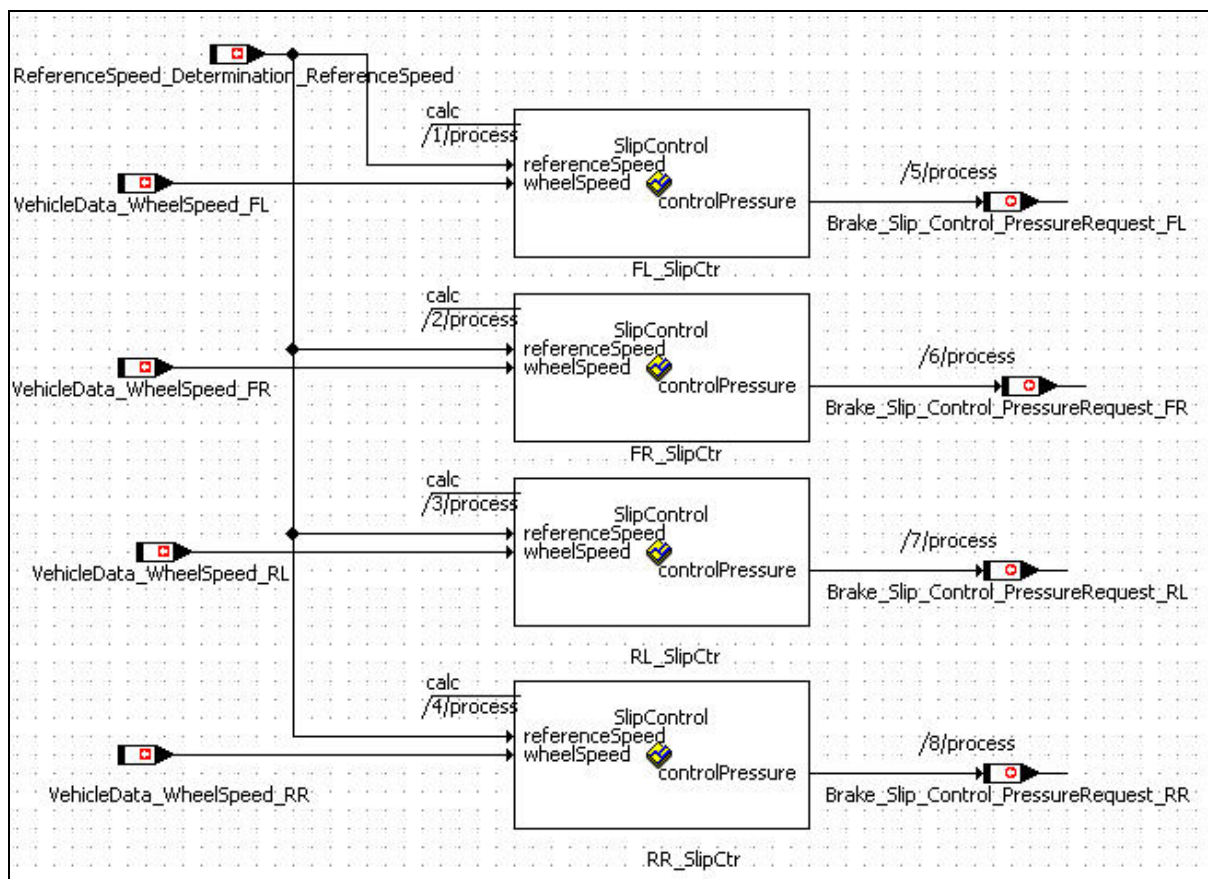 ReferenceSpeed_Determination_ReferenceSpeed
calc
/1/process
SlipControl
referenceSpeed
wheelSpeed
controlPressure
VehicleData_WheelSpeed_FL
/5/process
Brake_Slip_Control_PressureRequest_FL
FL_SlipCtr
calc
/2/process
SlipControl
referenceSpeed
wheelSpeed
controlPressure
VehicleData_WheelSpeed_FR
/6/process
Brake_Slip_Control_PressureRequest_FR
FR_SlipCtr
calc
/3/process
SlipControl
referenceSpeed
wheelSpeed
controlPressure
VehicleData_WheelSpeed_RL
/7/process
Brake_Slip_Control_PressureRequest_RL
RL_SlipCtr
calc
/4/process
SlipControl
referenceSpeed
wheelSpeed
controlPressure
VehicleData_WheelSpeed_RR
/8/process
Brake_Slip_Control_PressureRequest_RR
RR_SlipCtr